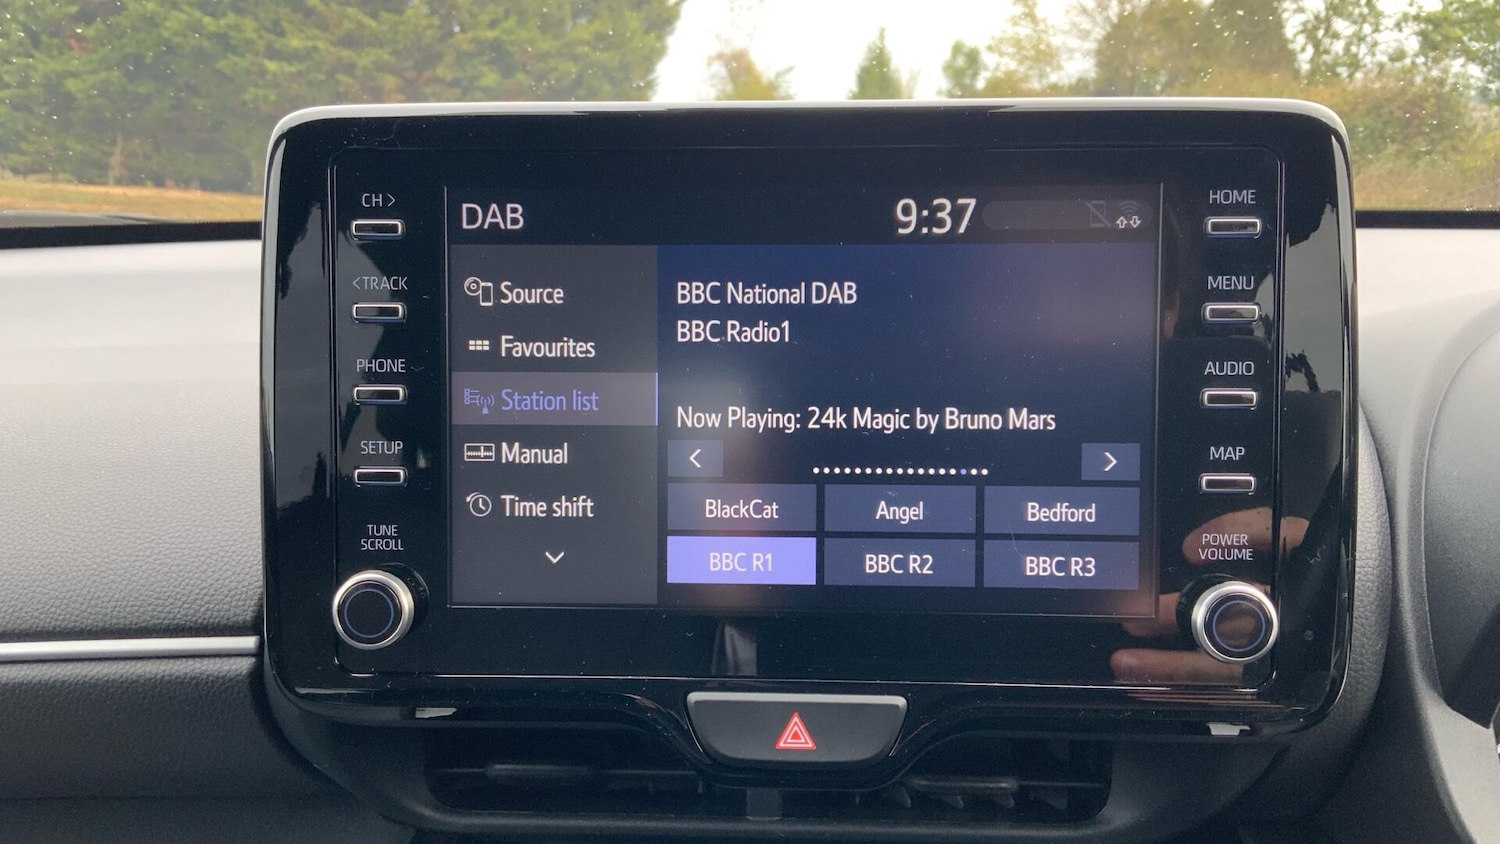 CH >
<TRACK
PHONE
SETUP
TUNE
SCROLL
DAB
9:37
Source
Favourites
Station list
Manual
Time shift
BBC National DAB
BBC Radio1
Now Playing: 24k Magic by Bruno Mars
BlackCat
Angel
Bedford
BBC R1
BBC R2
BBC R3
HOME
MENU
AUDIO
MAP
POWER
VOLUME